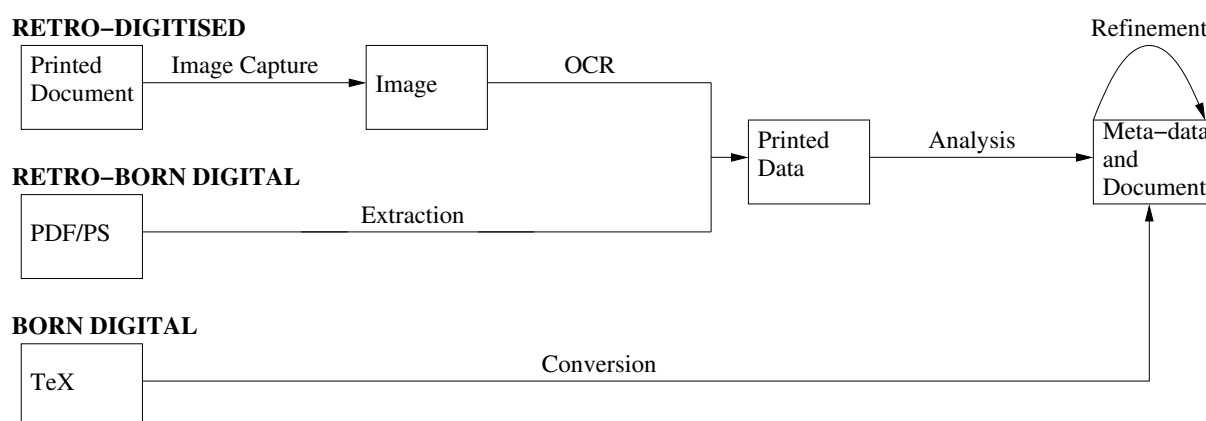 RETRO–DIGITISED
Refinement
Printed
Document
Image Capture
Image
OCR
Printed
Data
Analysis
Meta–data
and
Document
RETRO–BORN DIGITAL
PDF/PS
Extraction
BORN DIGITAL
TeX
Conversion